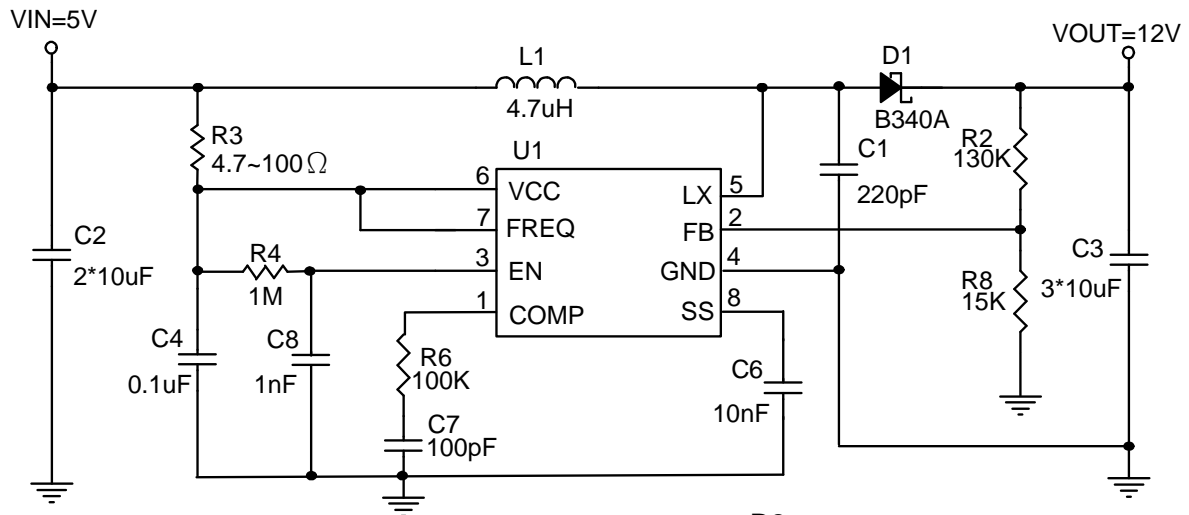 VIN=5V
VOUT=12V
L1
4.7uH
D1
B340A
R3
4.7~100Ω
U1
C1
220pF
R2
130K
6
VCC
7
FREQ
3
EN
1
COMP
LX
5
FB
2
GND
4
SS
8
C2
2*10uF
R4
1M
C3
3*10uF
R8
15K
C4
0.1uF
C8
1nF
R6
100K
C7
100pF
C6
10nF